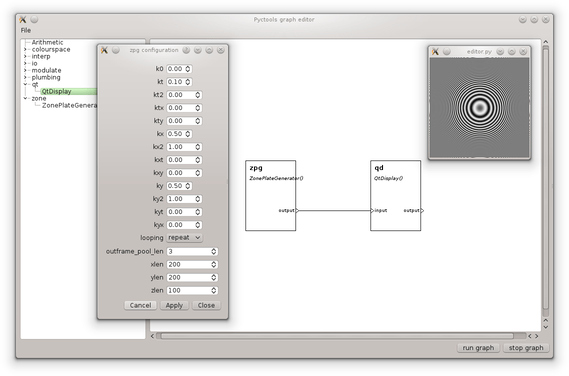 Pyctools graph editor
File
Arithmetic
colourspace
interp
io
modulate
plumbing
qt
QtDisplay
zone
ZonePlateGenera
zpg configuration
k0 0.00
kt 0.10
kt2 0.00
ktx 0.00
kty 0.00
kx 0.50
kx2 1.00
kxt 0.00
kxy 0.00
ky 0.50
ky2 1.00
kyt 0.00
kyx 0.00
looping repeat
outframe_pool_len 3
xlen 200
ylen 200
zlen 100
Cancel Apply Close
zpg
ZonePlateGenerator()
output
qd
QtDisplay()
input output
editor.py
run graph stop graph